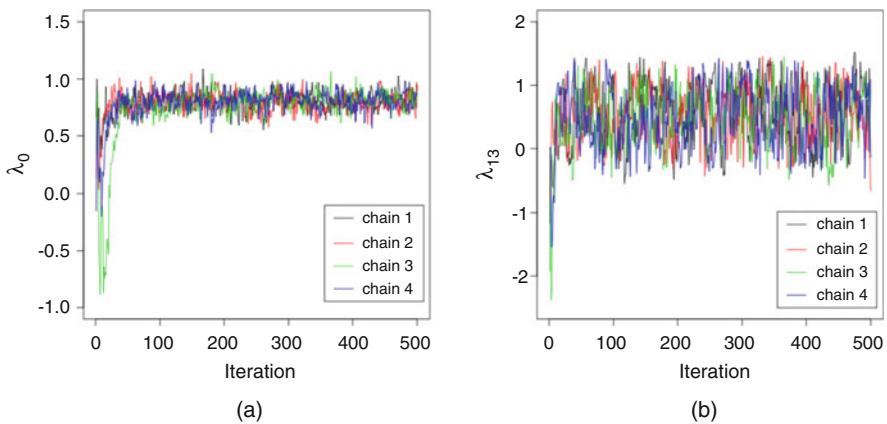 1.5
1.0
0.5
0.0
-0.5
-1.0
λ0
chain 1
chain 2
chain 3
chain 4
0 100 200 300 400 500
Iteration
(a)
2
1
0
-1
-2
λ13
chain 1
chain 2
chain 3
chain 4
0 100 200 300 400 500
Iteration
(b)